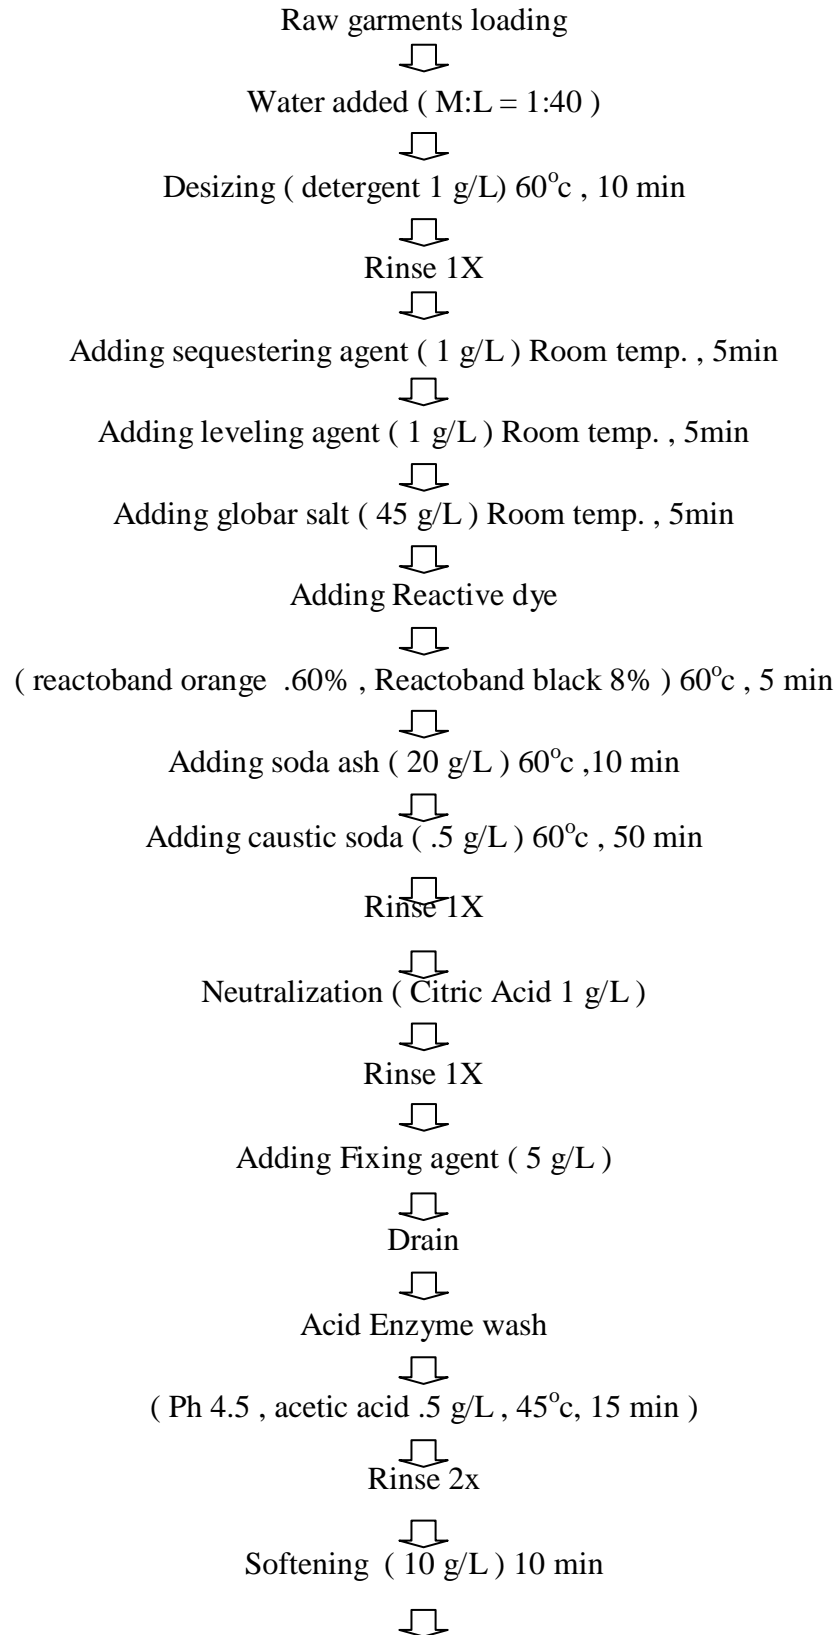 Raw garments loading
Water added ( M:L = 1:40 )
Desizing ( detergent 1 g/L) 60°c , 10 min
Rinse 1X
Adding sequestering agent ( 1 g/L ) Room temp. , 5min
Adding leveling agent ( 1 g/L ) Room temp. , 5min
Adding globar salt ( 45 g/L ) Room temp. , 5min
Adding Reactive dye
( reactoband orange .60% , Reactoband black 8% ) 60°c , 5 min
Adding soda ash ( 20 g/L ) 60°c ,10 min
Adding caustic soda ( .5 g/L ) 60°c , 50 min
Rinse 1X
Neutralization ( Citric Acid 1 g/L )
Rinse 1X
Adding Fixing agent ( 5 g/L )
Drain
Acid Enzyme wash
( Ph 4.5 , acetic acid .5 g/L , 45°c, 15 min )
Rinse 2x
Softening ( 10 g/L ) 10 min